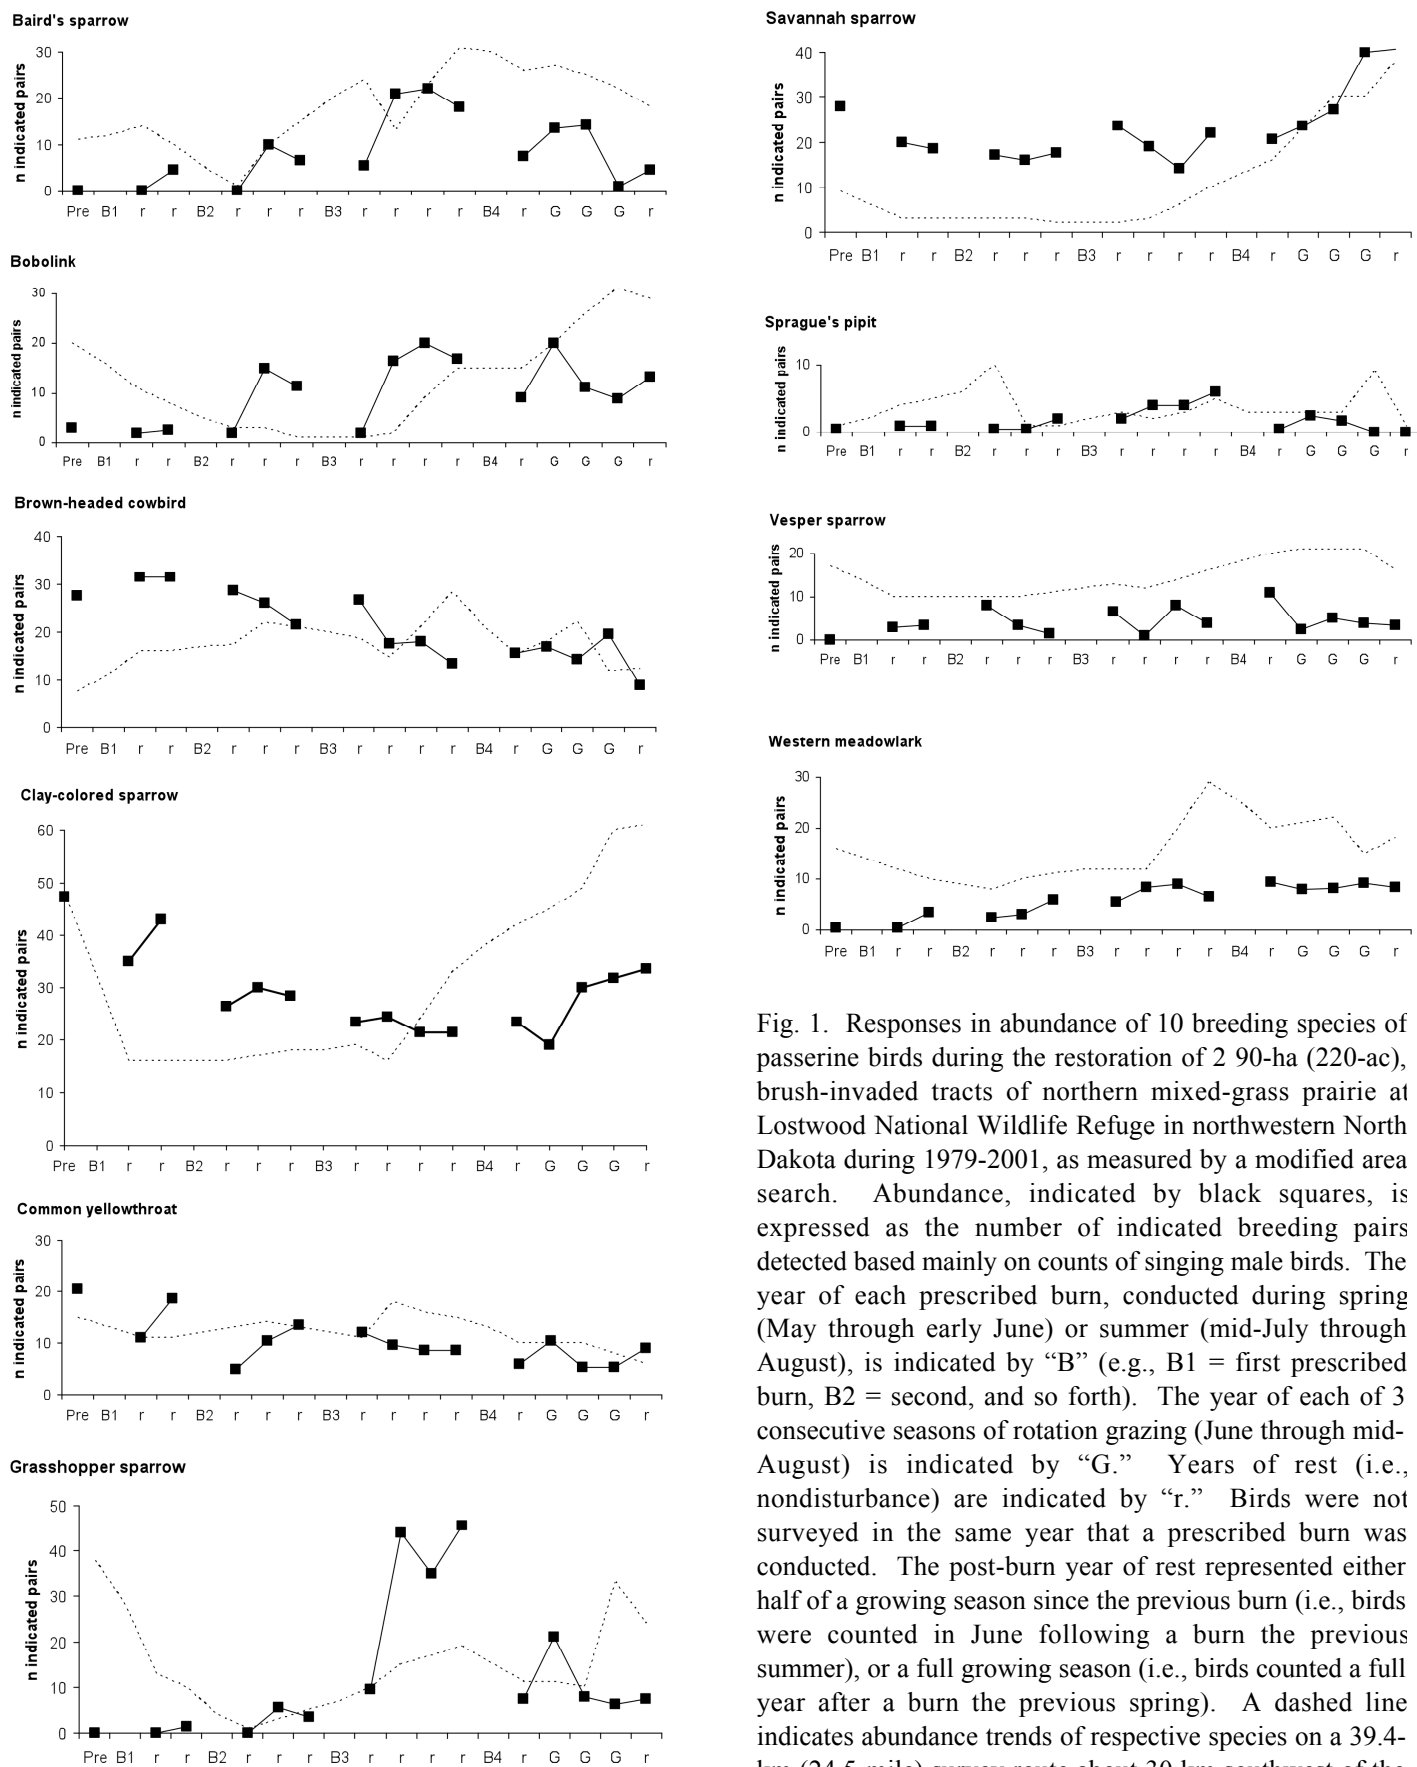 Baird's sparrow
n indicated pairs
30
20
10
0
Pre B1 r r B2 r r r B3 r r r r B4 r G G G r
Bobolink
n indicated pairs
30
20
10
0
Pre B1 r r B2 r r r B3 r r r r B4 r G G G r
Brown-headed cowbird
n indicated pairs
40
30
20
10
0
Pre B1 r r B2 r r r B3 r r r r B4 r G G G r
Clay-colored sparrow
n indicated pairs
60
50
40
30
20
10
0
Pre B1 r r B2 r r r B3 r r r r B4 r G G G r
Common yellowthroat
n indicated pairs
30
20
10
0
Pre B1 r r B2 r r r B3 r r r r B4 r G G G r
Grasshopper sparrow
n indicated pairs
50
40
30
20
10
0
Pre B1 r r B2 r r r B3 r r r r B4 r G G G r
Savannah sparrow
n indicated pairs
40
30
20
10
0
Pre B1 r r B2 r r r B3 r r r r B4 r G G G r
Sprague's pipit
n indicated pairs
10
0
Pre B1 r r B2 r r r B3 r r r r B4 r G G G r
Vesper sparrow
n indicated pairs
20
10
0
Pre B1 r r B2 r r r B3 r r r r B4 r G G G r
Western meadowlark
n indicated pairs
30
20
10
0
Pre B1 r r B2 r r r B3 r r r r B4 r G G G r
Fig. 1. Responses in abundance of 10 breeding species of
passerine birds during the restoration of 2 90-ha (220-ac),
brush-invaded tracts of northern mixed-grass prairie at
Lostwood National Wildlife Refuge in northwestern North
Dakota during 1979-2001, as measured by a modified area
search. Abundance, indicated by black squares, is
expressed as the number of indicated breeding pairs
detected based mainly on counts of singing male birds. The
year of each prescribed burn, conducted during spring
(May through early June) or summer (mid-July through
August), is indicated by “B” (e.g., B1 = first prescribed
burn, B2 = second, and so forth). The year of each of 3
consecutive seasons of rotation grazing (June through mid-
August) is indicated by “G.” Years of rest (i.e.,
nondisturbance) are indicated by “r.” Birds were not
surveyed in the same year that a prescribed burn was
conducted. The post-burn year of rest represented either
half of a growing season since the previous burn (i.e., birds
were counted in June following a burn the previous
summer), or a full growing season (i.e., birds counted a full
year after a burn the previous spring). A dashed line
indicates abundance trends of respective species on a 39.4-
km (24.5-mile) survey route about 30 km southwest of the